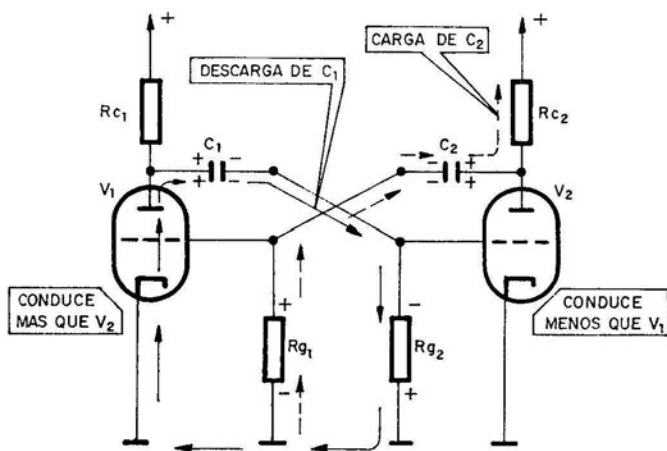 +
+
DESCARGA DE C₁
CARGA DE C₂
Rc₁
Rc₂
C₁
C₂
+ -
- +
+ -
- +
V₁
V₂
CONDUCE
MAS QUE V₂
CONDUCE
MENOS QUE V₁
+
-
Rg₁
Rg₂
-
+